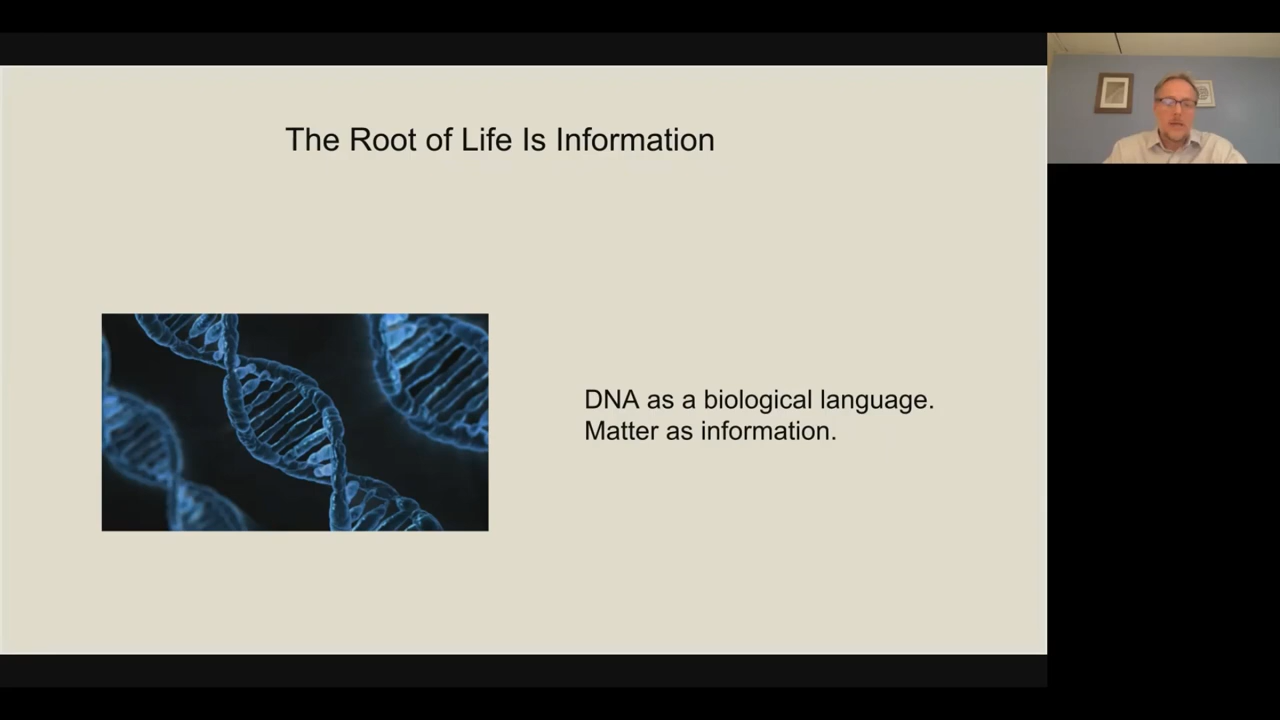 The Root of Life Is Information
DNA as a biological language.
Matter as information.